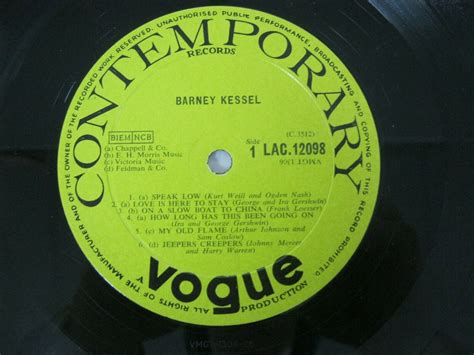 ALL RIGHTS OF THE MANUFACTURER AND OF THE OWNER OF THE RECORDED WORK RESERVED. UNAUTHORISED PUBLIC PERFORMANCE, BROADCASTING AND COPYING OF THIS RECORD PROHIBITED.
CONTEMPORARY
RECORDS
BARNEY KESSEL
BIEM NCB
(a) Chappell & Co.
(b) E. H. Morris Music
(c) Victoria Music
(d) Feldman & Co.
(C.3512)
Side
1 LAC.12098
1. (a) SPEAK LOW (Kurt Weill and Ogden Nash)
2. (a) LOVE IS HERE TO STAY (George and Ira Gershwin)
3. (b) ON A SLOW BOAT TO CHINA (Frank Loesser)
4. (a) HOW LONG HAS THIS BEEN GOING ON
(Ira and George Gershwin)
5. (c) MY OLD FLAME (Arthur Johnson and
Sam Coslow)
6. (d) JEEPERS CREEPERS (Johnny Mercer
and Harry Warren)
vogue
PRODUCTION